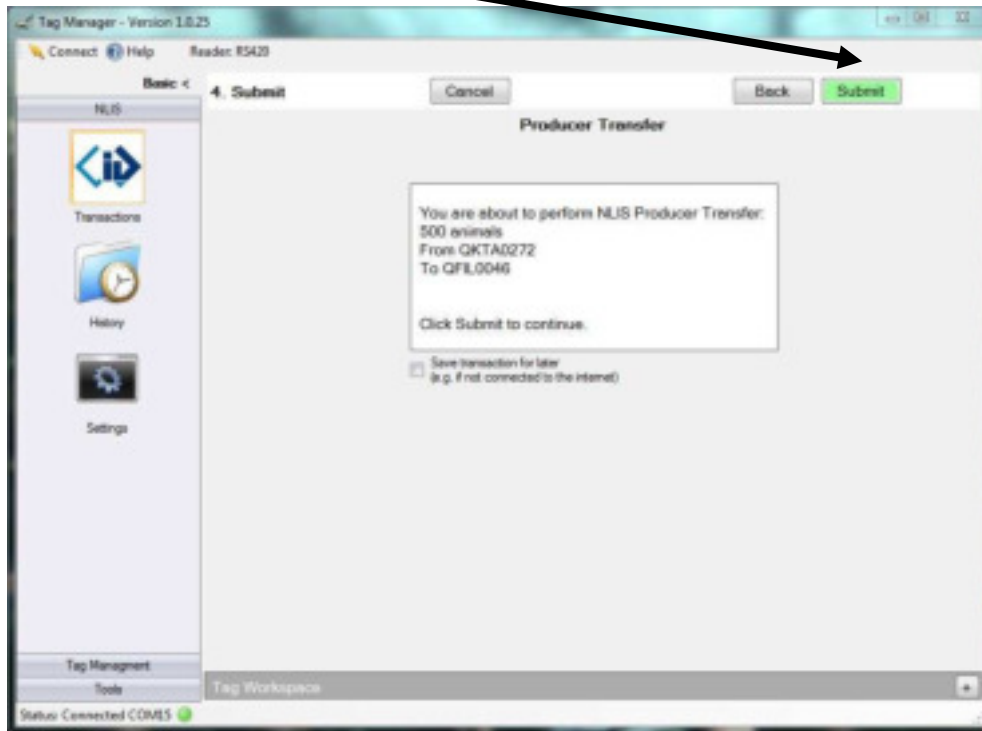 Tag Manager - Version 1.0.25
Connect Help Reader: RS420
Basic <
NLIS
4. Submit
Cancel
Back
Submit
Producer Transfer
Transactions
History
Settings
You are about to perform NLIS Producer Transfer:
500 animals
From QKTA0272
To QFIL0046
Click Submit to continue.
Save transaction for later
(e.g. if not connected to the internet)
Tag Managment
Tools
Tag Workspace
+
Status: Connected COM15